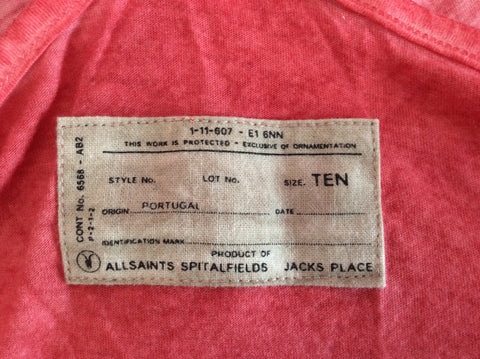 1-11-607 - E1 6NN
THIS WORK IS PROTECTED - EXCLUSIVE OF ORNAMENTATION
CONT No. 6568 - AB2
P-2-1-2
STYLE No. LOT No. SIZE. TEN
ORIGIN PORTUGAL DATE
IDENTIFICATION MARK
PRODUCT OF
ALLSAINTS SPITALFIELDS JACKS PLACE